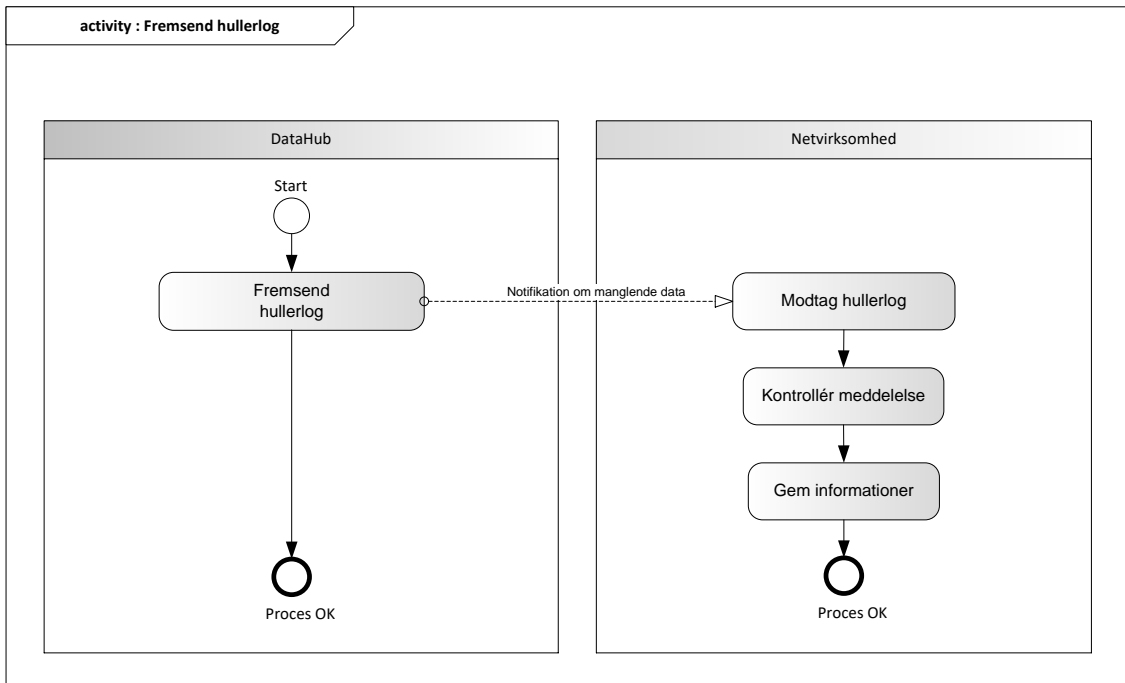 activity : Fremsend hullerlog
DataHub
Netvirksomhed
Start
Fremsend
hullerlog
Notifikation om manglende data
Modtag hullerlog
Kontrollér meddelelse
Gem informationer
Proces OK
Proces OK